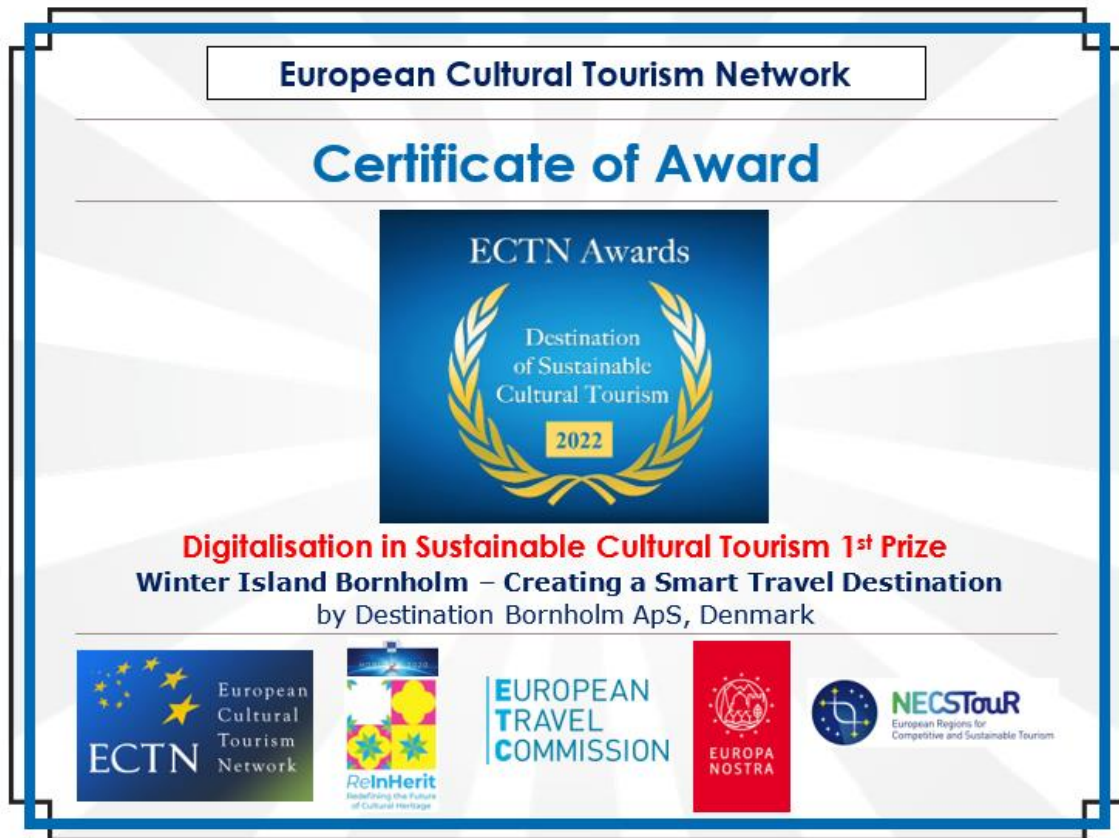 European Cultural Tourism Network
Certificate of Award
ECTN Awards
Destination
of Sustainable
Cultural Tourism
2022
Digitalisation in Sustainable Cultural Tourism 1st Prize
Winter Island Bornholm – Creating a Smart Travel Destination
by Destination Bornholm ApS, Denmark
ECTN
European
Cultural
Tourism
Network
HORIZON 2020
ReInHerit
Redefining the Future
of Cultural Heritage
EUROPEAN
TRAVEL
COMMISSION
EUROPA
NOSTRA
NECSTouR
European Regions for
Competitive and Sustainable Tourism